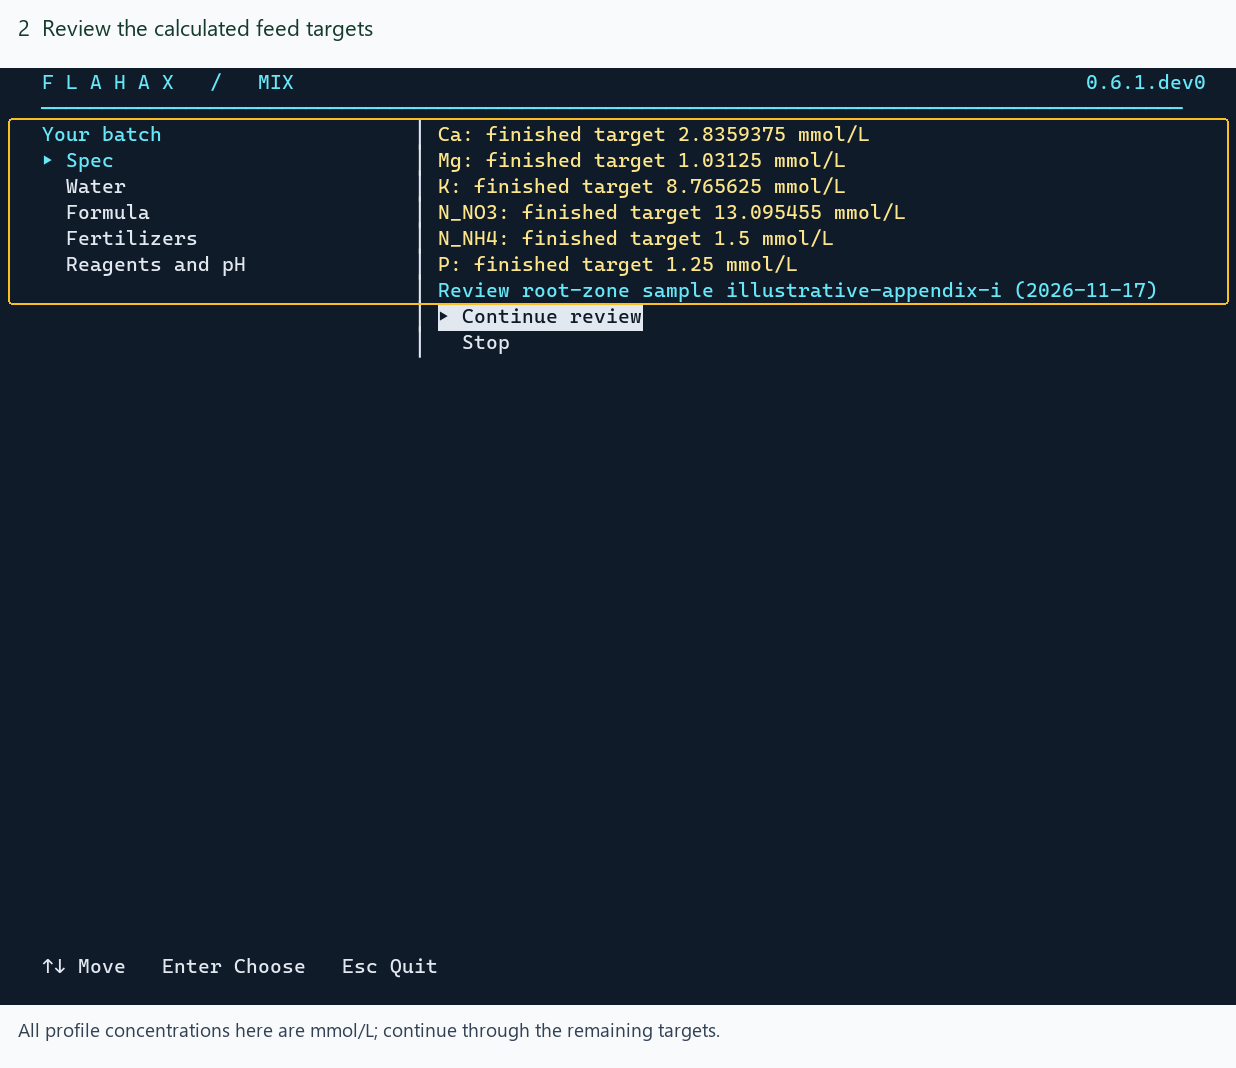 2 Review the calculated feed targets
F L A H A X / MIX 0.6.1.dev0
Your batch
▸ Spec
Water
Formula
Fertilizers
Reagents and pH
Ca: finished target 2.8359375 mmol/L
Mg: finished target 1.03125 mmol/L
K: finished target 8.765625 mmol/L
N_NO3: finished target 13.095455 mmol/L
N_NH4: finished target 1.5 mmol/L
P: finished target 1.25 mmol/L
Review root-zone sample illustrative-appendix-i (2026-11-17)
▸ Continue review
Stop
↑↓ Move Enter Choose Esc Quit
All profile concentrations here are mmol/L; continue through the remaining targets.